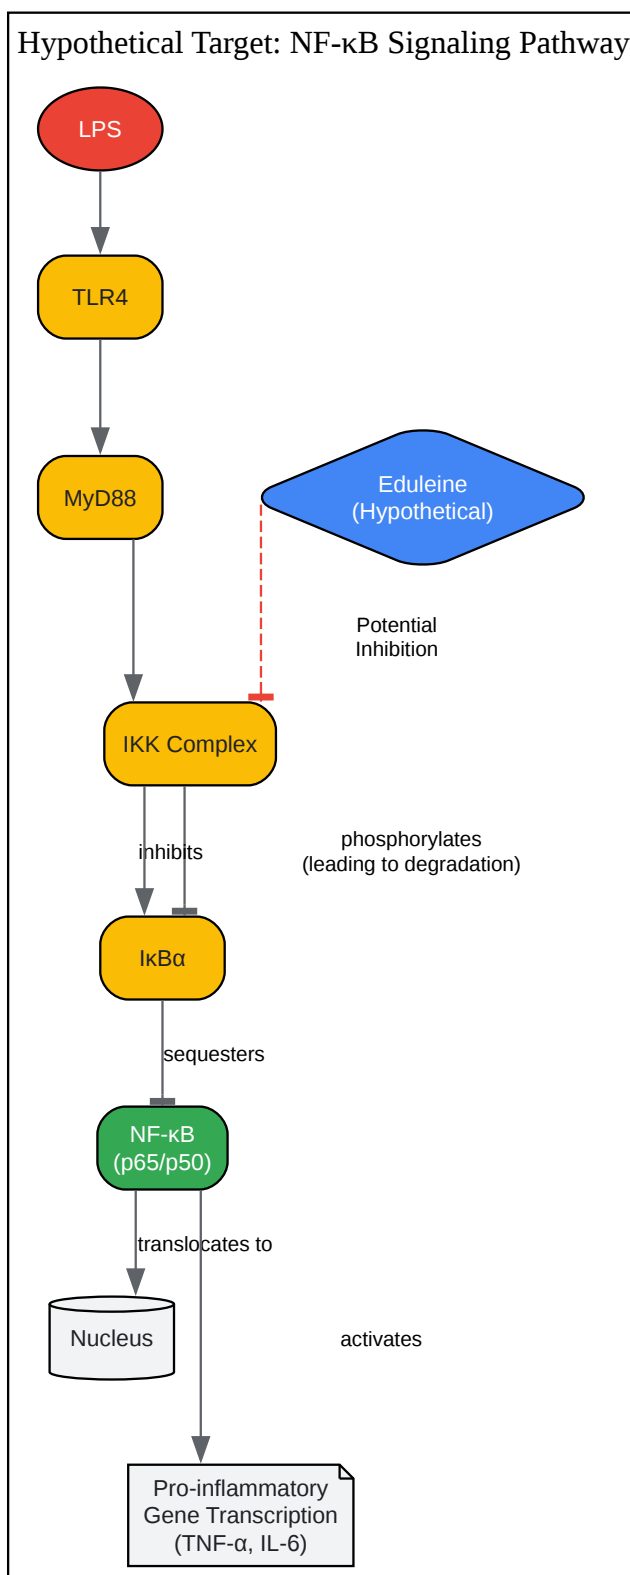 Hypothetical Target: NF-κB Signaling Pathway
LPS
TLR4
MyD88
Eduleine
(Hypothetical)
Potential
Inhibition
IKK Complex
inhibits
phosphorylates
(leading to degradation)
IκBα
sequesters
NF-κB
(p65/p50)
translocates to
Nucleus
activates
Pro-inflammatory
Gene Transcription
(TNF-α, IL-6)